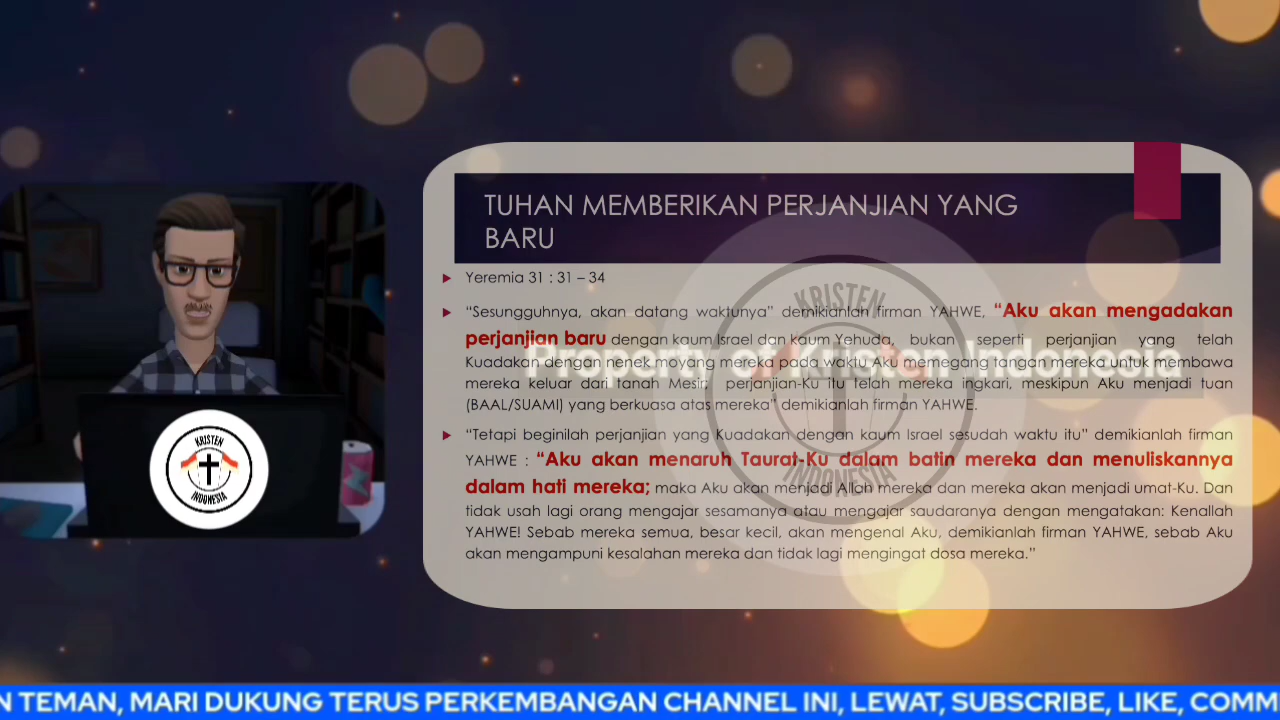 TUHAN MEMBERIKAN PERJANJIAN YANG
BARU
Yeremia 31 : 31 – 34
“Sesungguhnya, akan datang waktunya” demikianlah firman YAHWE, “Aku akan mengadakan
perjanjian baru dengan kaum Israel dan kaum Yehuda, bukan seperti perjanjian yang telah
Kuadakan dengan nenek moyang mereka pada waktu Aku memegang tangan mereka untuk membawa
mereka keluar dari tanah Mesir; perjanjian-Ku itu telah mereka ingkari, meskipun Aku menjadi tuan
(BAAL/SUAMI) yang berkuasa atas mereka” demikianlah firman YAHWE.
“Tetapi beginilah perjanjian yang Kuadakan dengan kaum Israel sesudah waktu itu” demikianlah firman
YAHWE : “Aku akan menaruh Taurat-Ku dalam batin mereka dan menuliskannya
dalam hati mereka; maka Aku akan menjadi Allah mereka dan mereka akan menjadi umat-Ku. Dan
tidak usah lagi orang mengajar sesamanya atau mengajar saudaranya dengan mengatakan: Kenallah
YAHWE! Sebab mereka semua, besar kecil, akan mengenal Aku, demikianlah firman YAHWE, sebab Aku
akan mengampuni kesalahan mereka dan tidak lagi mengingat dosa mereka.”
KRISTEN
INDONESIA
Property of Kristen Indonesia
KRISTEN
INDONESIA
N TEMAN, MARI DUKUNG TERUS PERKEMBANGAN CHANNEL INI, LEWAT, SUBSCRIBE, LIKE, COMM